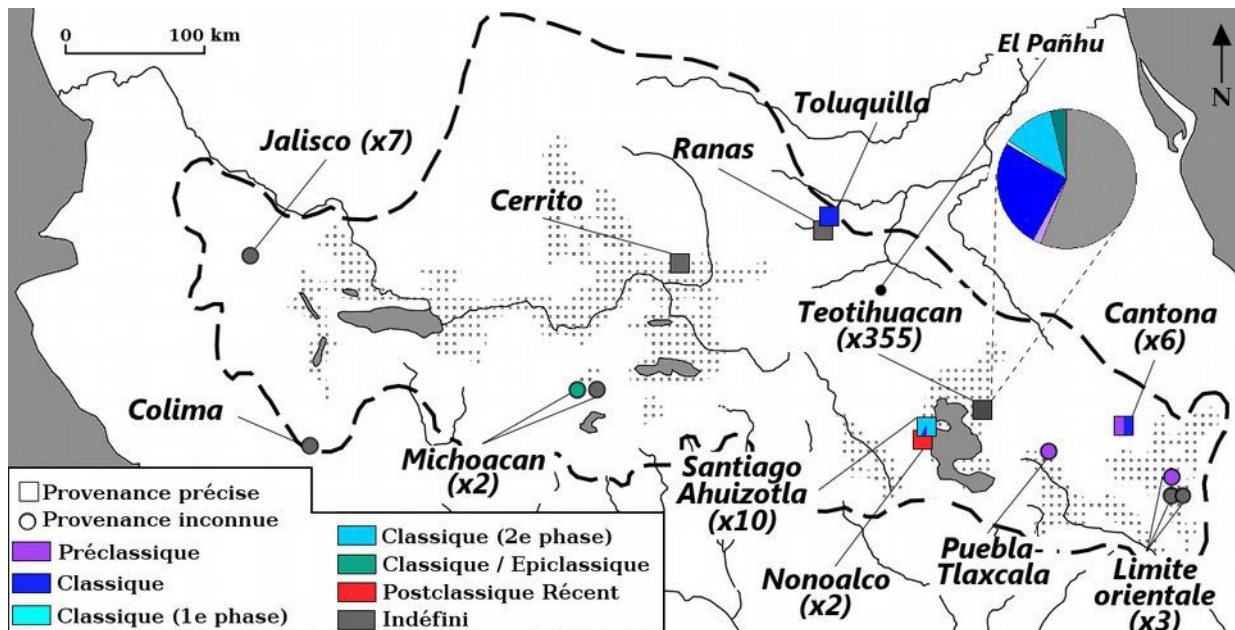 0 100 km
El Pañhu
N
Toluquilla
Jalisco (x7)
Ranas
Cerrito
Teotihuacan
(x355)
Cantona
(x6)
Colima
Michoacan
(x2)
Santiago
Ahuizotla
(x10)
Nonoalco
(x2)
Puebla-
Tlaxcala
Limite
orientale
(x3)
Provenance précise
Provenance inconnue
Préclassique
Classique
Classique (1e phase)
Classique (2e phase)
Classique / Epiclassique
Postclassique Récent
Indéfini